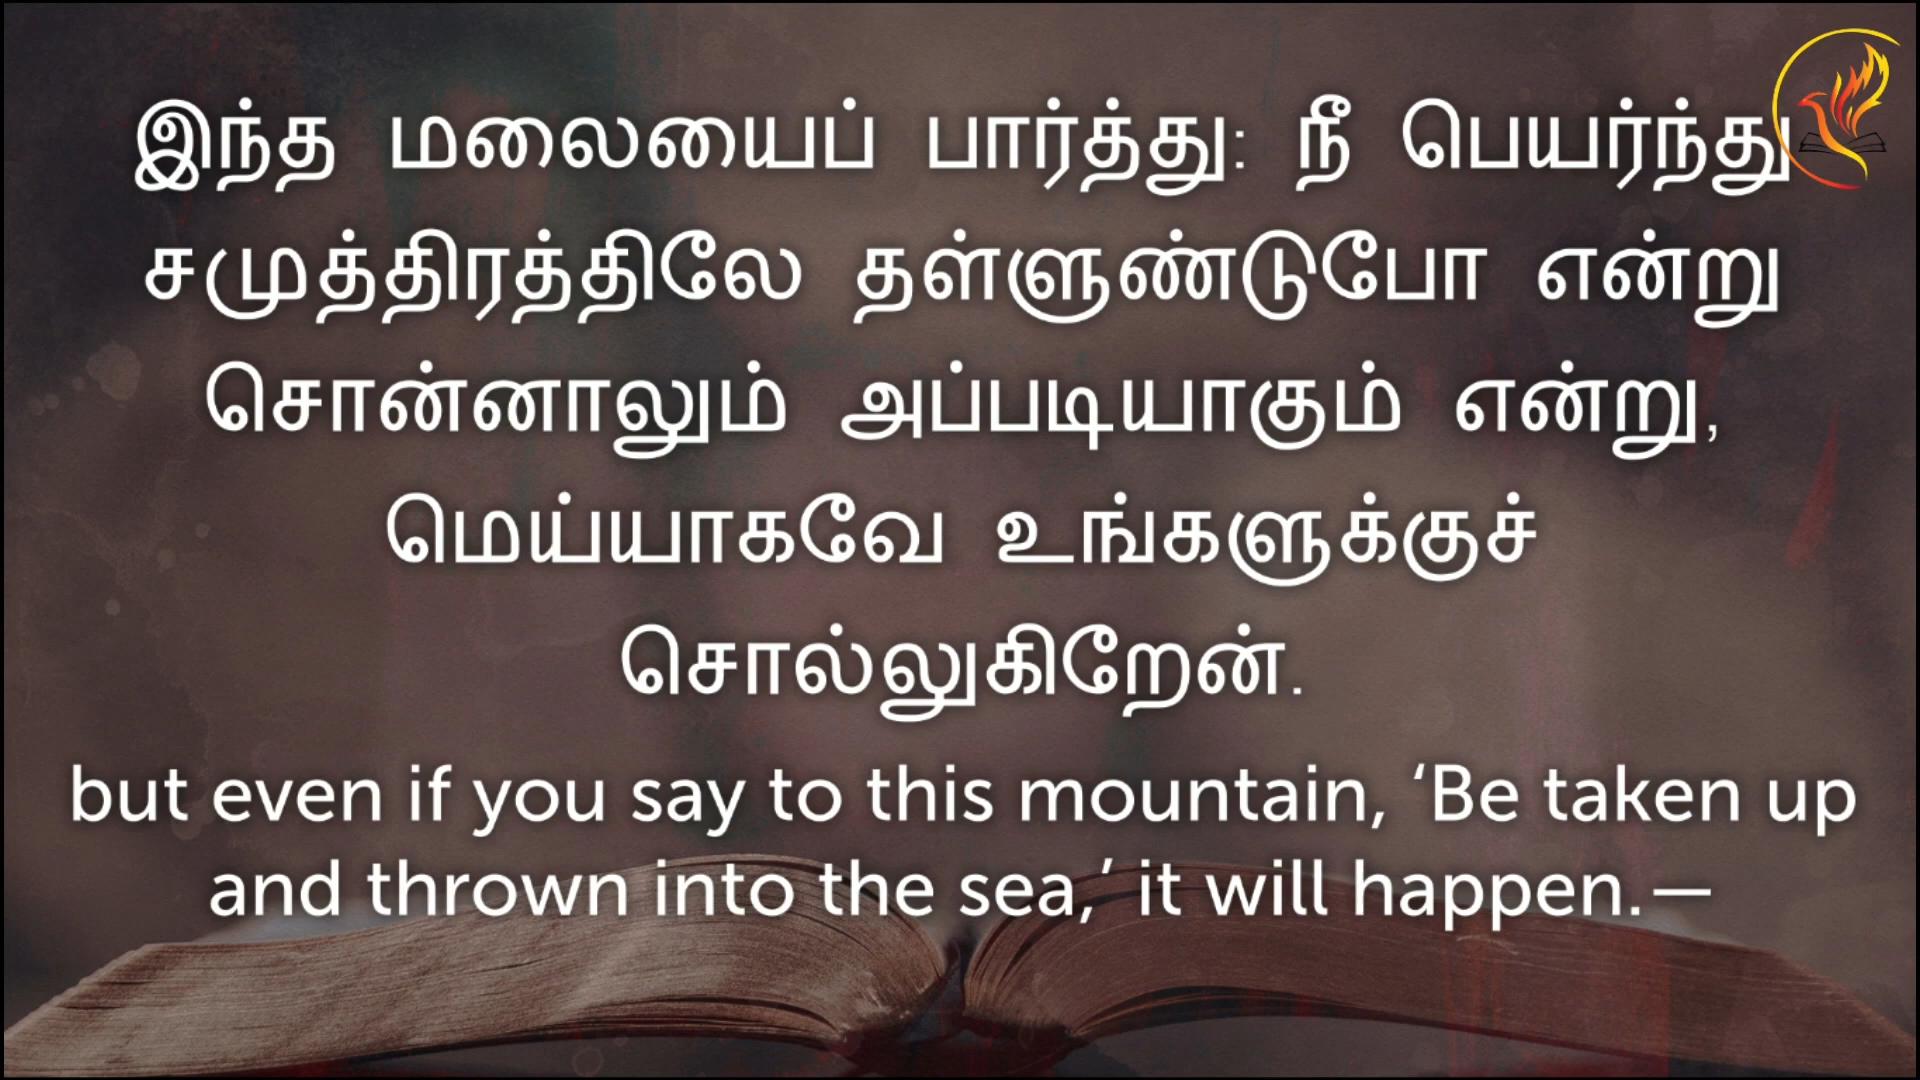 இந்த மலையைப் பார்த்து: நீ பெயர்ந்து
சமுத்திரத்திலே தள்ளுண்டுபோ என்று
சொன்னாலும் அப்படியாகும் என்று,
மெய்யாகவே உங்களுக்குச்
சொல்லுகிறேன்.
but even if you say to this mountain, ‘Be taken up
and thrown into the sea,’ it will happen.—